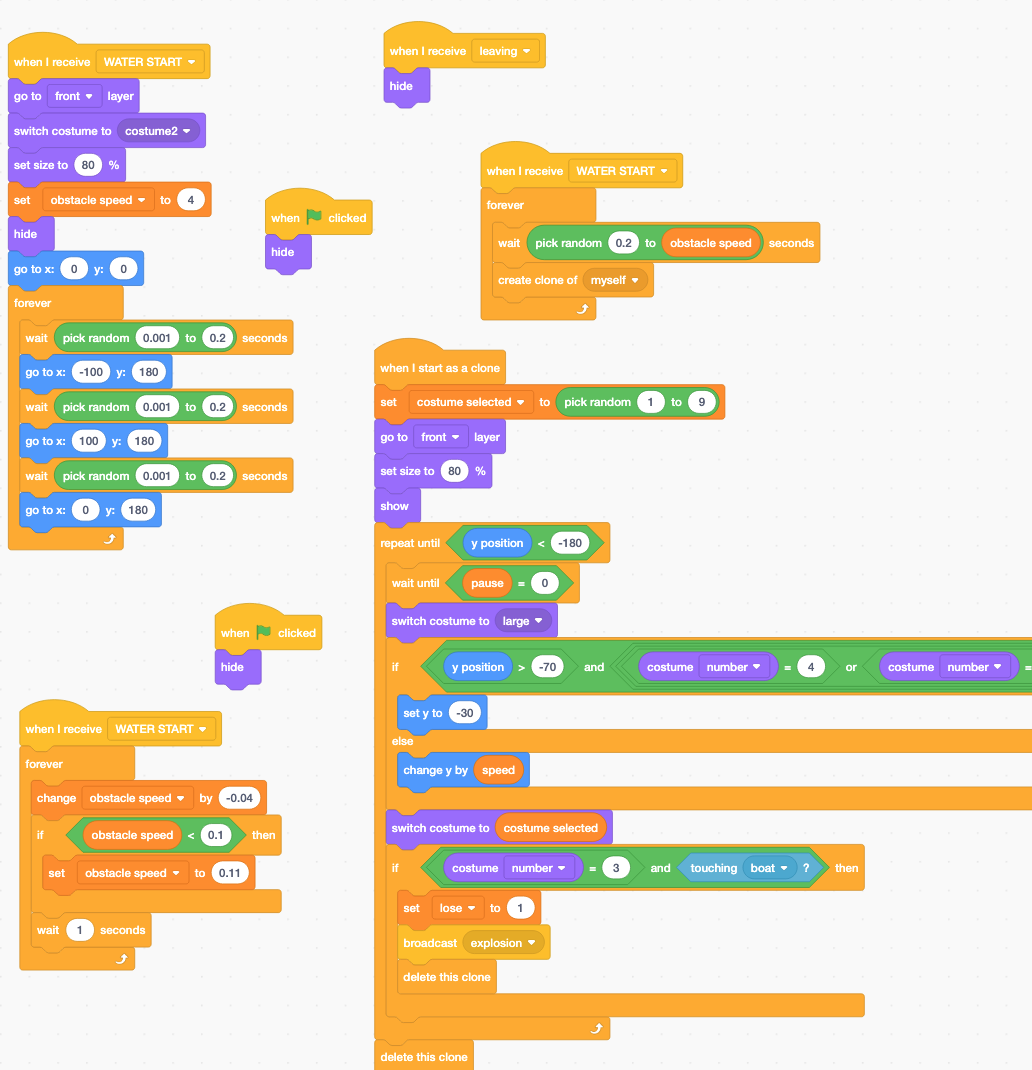 when I receive WATER START
go to front layer
switch costume to costume2
set size to 80 %
set obstacle speed to 4
hide
go to x: 0 y: 0
forever
wait pick random 0.001 to 0.2 seconds
go to x: -100 y: 180
wait pick random 0.001 to 0.2 seconds
go to x: 100 y: 180
wait pick random 0.001 to 0.2 seconds
go to x: 0 y: 180
when clicked
hide
when I receive leaving
hide
when I receive WATER START
forever
wait pick random 0.2 to obstacle speed seconds
create clone of myself
when I start as a clone
set costume selected to pick random 1 to 9
go to front layer
set size to 80 %
show
repeat until y position < -180
wait until pause = 0
switch costume to large
if y position > -70 and costume number = 4 or costume number =
set y to -30
else
change y by speed
switch costume to costume selected
if costume number = 3 and touching boat ? then
set lose to 1
broadcast explosion
delete this clone
delete this clone
when clicked
hide
when I receive WATER START
forever
change obstacle speed by -0.04
if obstacle speed < 0.1 then
set obstacle speed to 0.11
wait 1 seconds